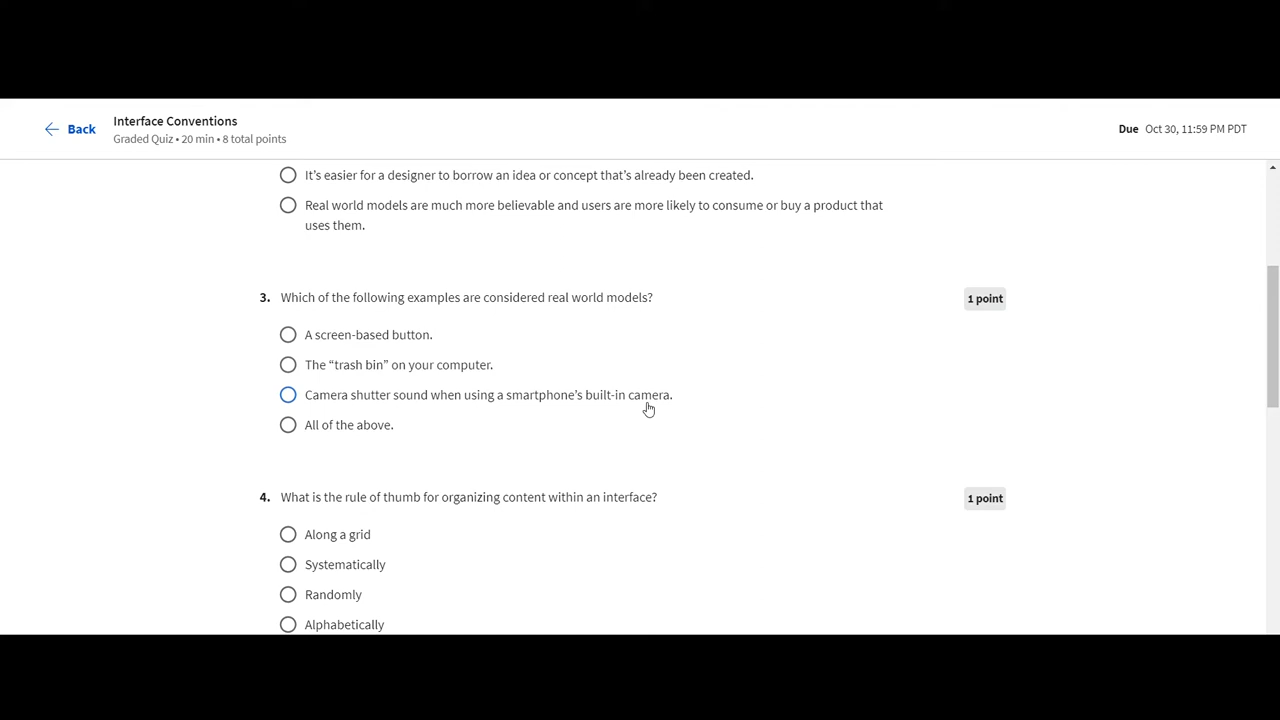 Back
Interface Conventions
Graded Quiz • 20 min • 8 total points
Due Oct 30, 11:59 PM PDT
It’s easier for a designer to borrow an idea or concept that’s already been created.
Real world models are much more believable and users are more likely to consume or buy a product that
uses them.
3. Which of the following examples are considered real world models?
1 point
A screen-based button.
The “trash bin” on your computer.
Camera shutter sound when using a smartphone’s built-in camera.
All of the above.
4. What is the rule of thumb for organizing content within an interface?
1 point
Along a grid
Systematically
Randomly
Alphabetically